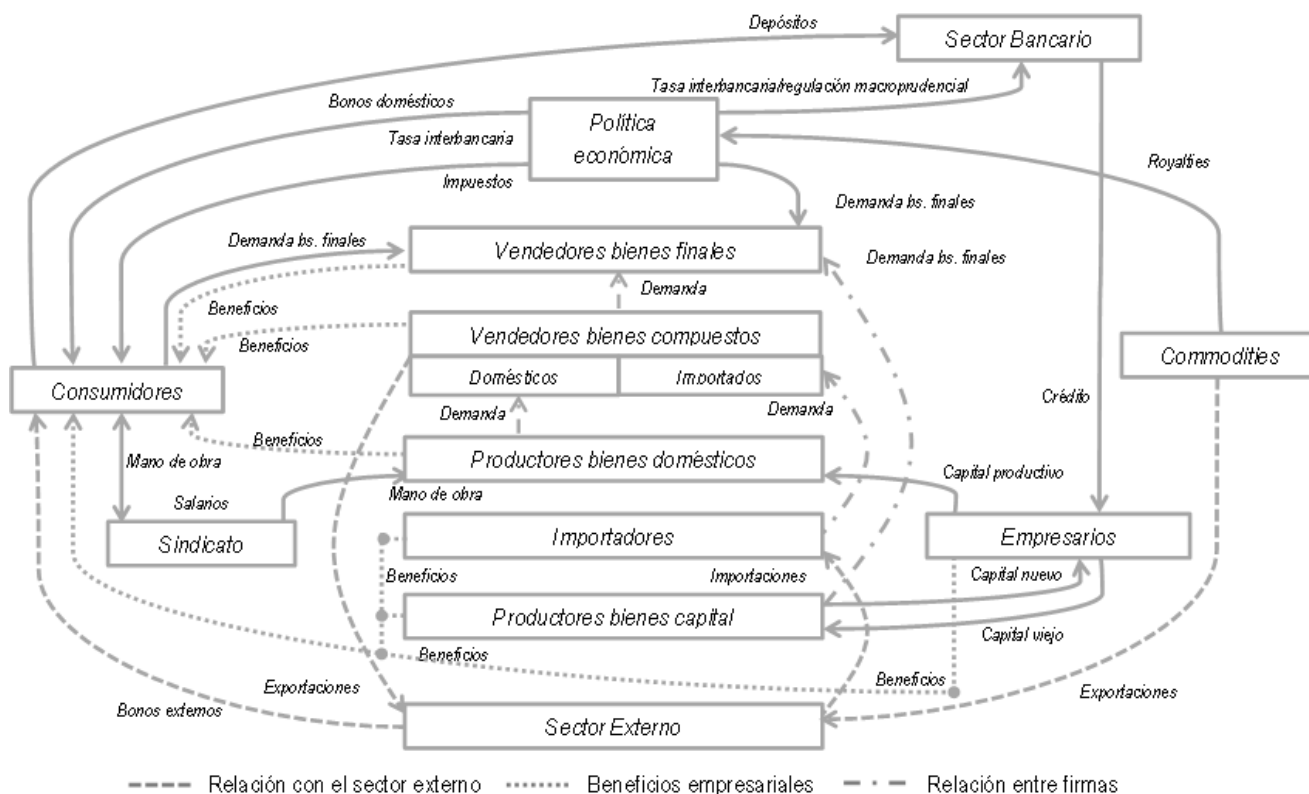 Depósitos
Sector Bancario
Bonos domésticos
Tasa interbancaria/regulación macroprudencial
Tasa interbancaria
Política
económica
Impuestos
Royalties
Demanda bs. finales
Demanda bs. finales
Vendedores bienes finales
Demanda bs. finales
Beneficios
Demanda
Beneficios
Vendedores bienes compuestos
Commodities
Consumidores
Domésticos
Importados
Crédito
Demanda
Demanda
Beneficios
Productores bienes domésticos
Mano de obra
Capital productivo
Salarios
Mano de obra
Sindicato
Importadores
Empresarios
Beneficios
Importaciones
Capital nuevo
Productores bienes capital
Capital viejo
Beneficios
Beneficios
Exportaciones
Exportaciones
Bonos externos
Sector Externo
Relación con el sector externo
Beneficios empresariales
Relación entre firmas